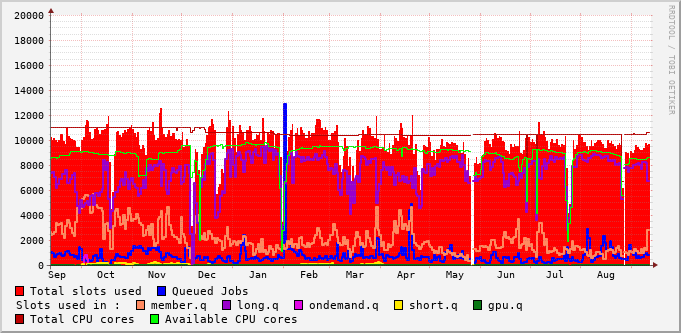 20000
18000
16000
14000
12000
10000
8000
6000
4000
2000
0
Sep Oct Nov Dec Jan Feb Mar Apr May Jun Jul Aug
Total slots used Queued Jobs
Slots used in : member.q long.q ondemand.q short.q gpu.q
Total CPU cores Available CPU cores
RRDTOOL / TOBI OETIKER